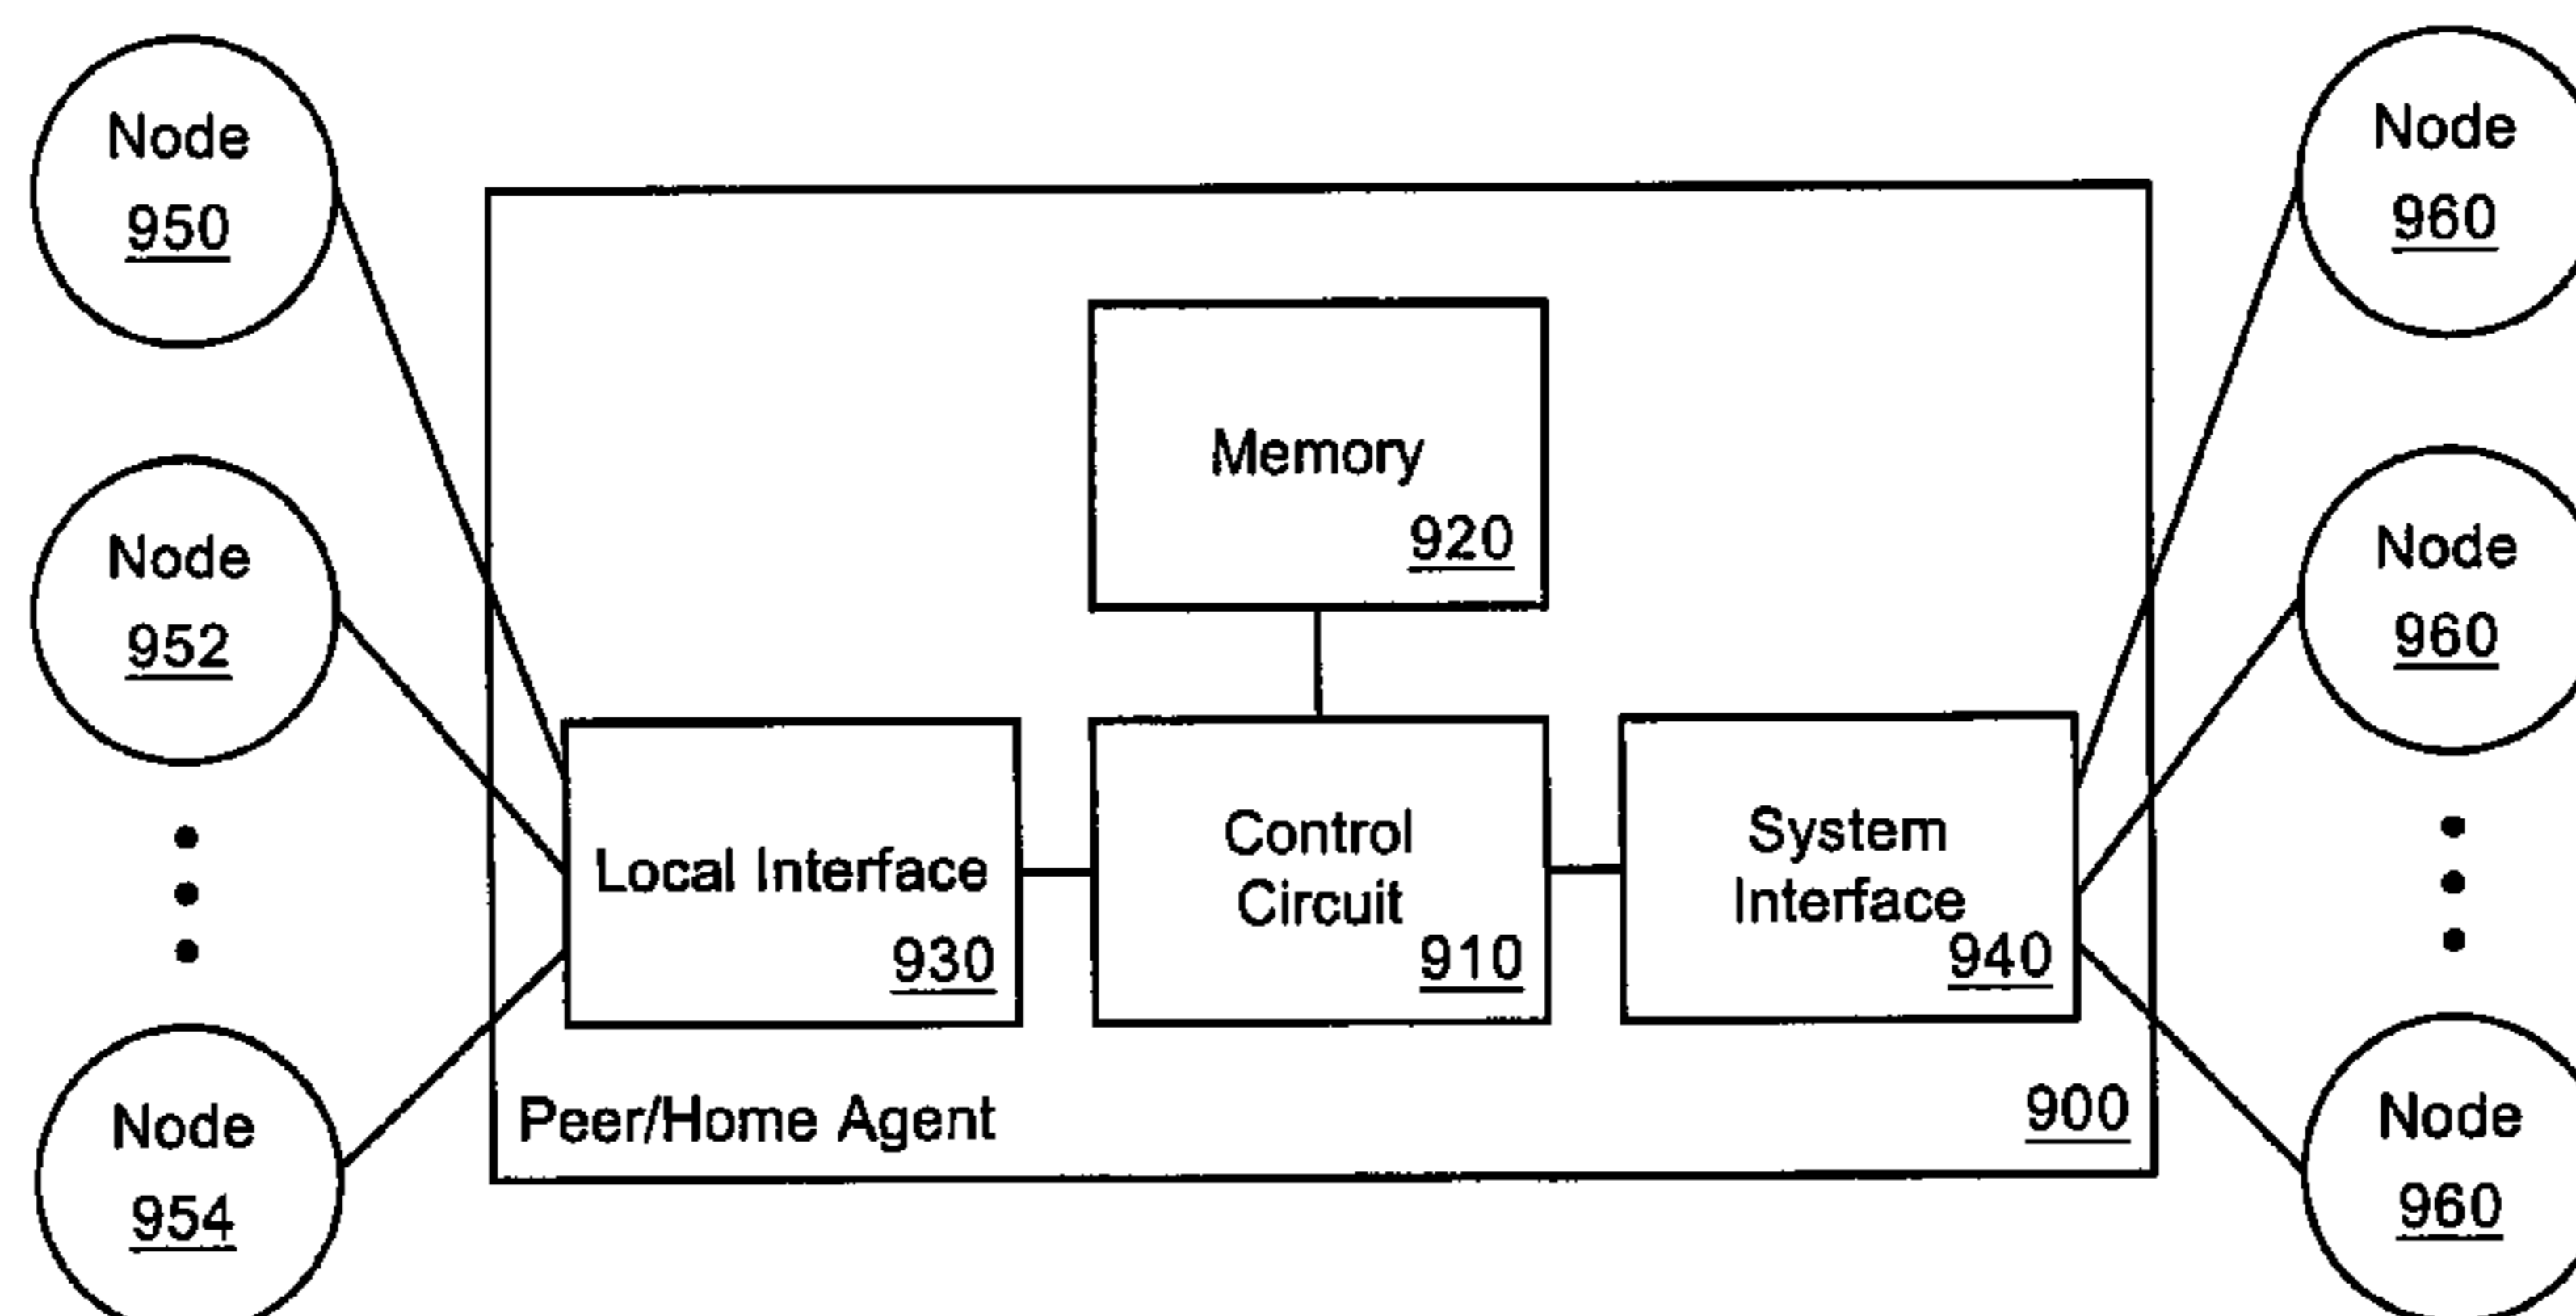 Node
950
Node
952
Node
954
Memory
920
Local Interface
930
Control
Circuit
910
System
Interface
940
Peer/Home Agent
900
Node
960
Node
960
Node
960